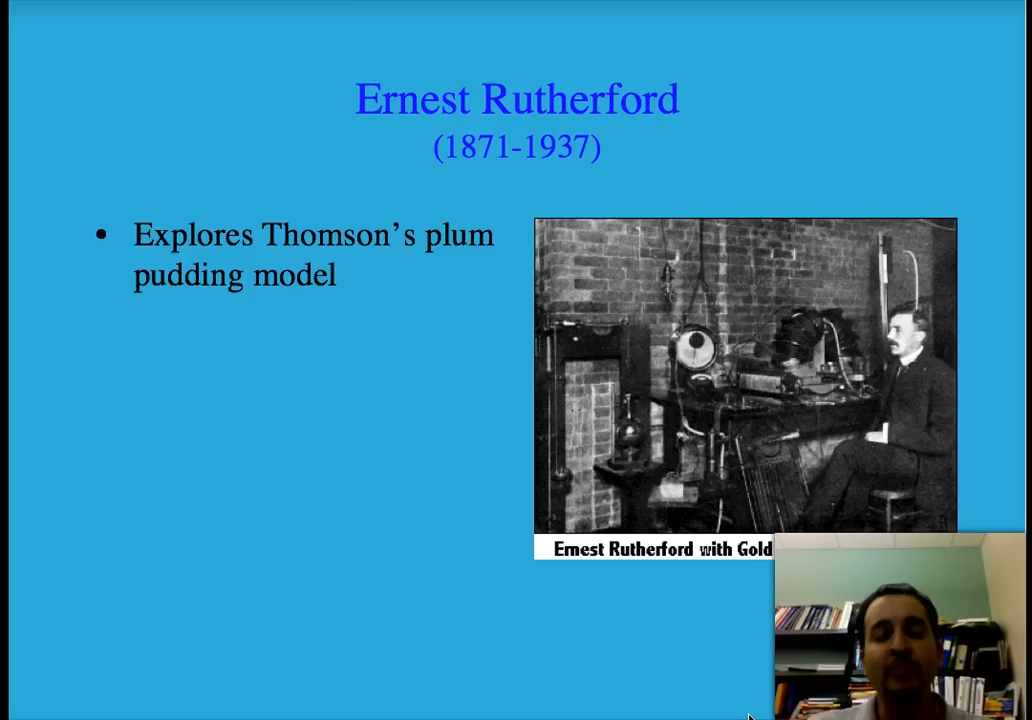 Ernest Rutherford
(1871-1937)
• Explores Thomson’s plum
pudding model
Ernest Rutherford with Gold